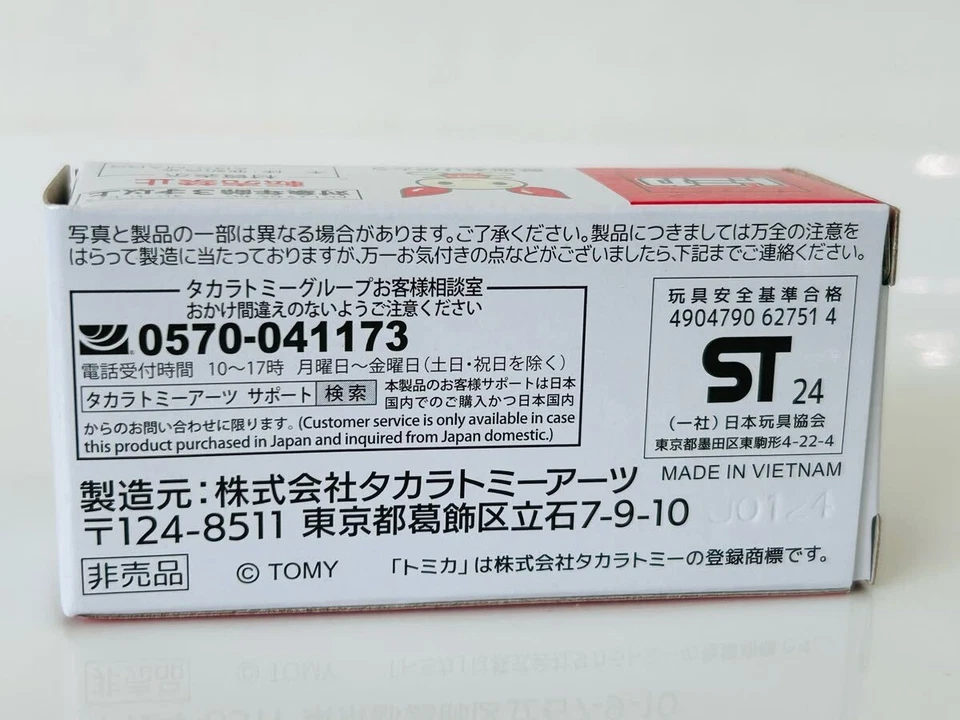 対象年齢3才以上
転売禁止
トミカ
写真と製品の一部は異なる場合があります。ご了承ください。製品につきましては万全の注意を
はらって製造に当たっておりますが、万一お気付きの点などがございましたら、下記までご連絡ください。
タカラトミーグループお客様相談室
おかけ間違えのないようご注意ください
0570-041173
電話受付時間 10〜17時 月曜日〜金曜日(土日・祝日を除く)
タカラトミーアーツ サポート 検索
本製品のお客様サポートは日本
国内でのご購入かつ日本国内
からのお問い合わせに限ります。(Customer service is only available in case
this product purchased in Japan and inquired from Japan domestic.)
玩具安全基準合格
4904790 62751 4
ST 24
(一社)日本玩具協会
東京都墨田区東駒形4-22-4
MADE IN VIETNAM
製造元:株式会社タカラトミーアーツ
〒124-8511 東京都葛飾区立石7-9-10
J0124
非売品 © TOMY 「トミカ」は株式会社タカラトミーの登録商標です。